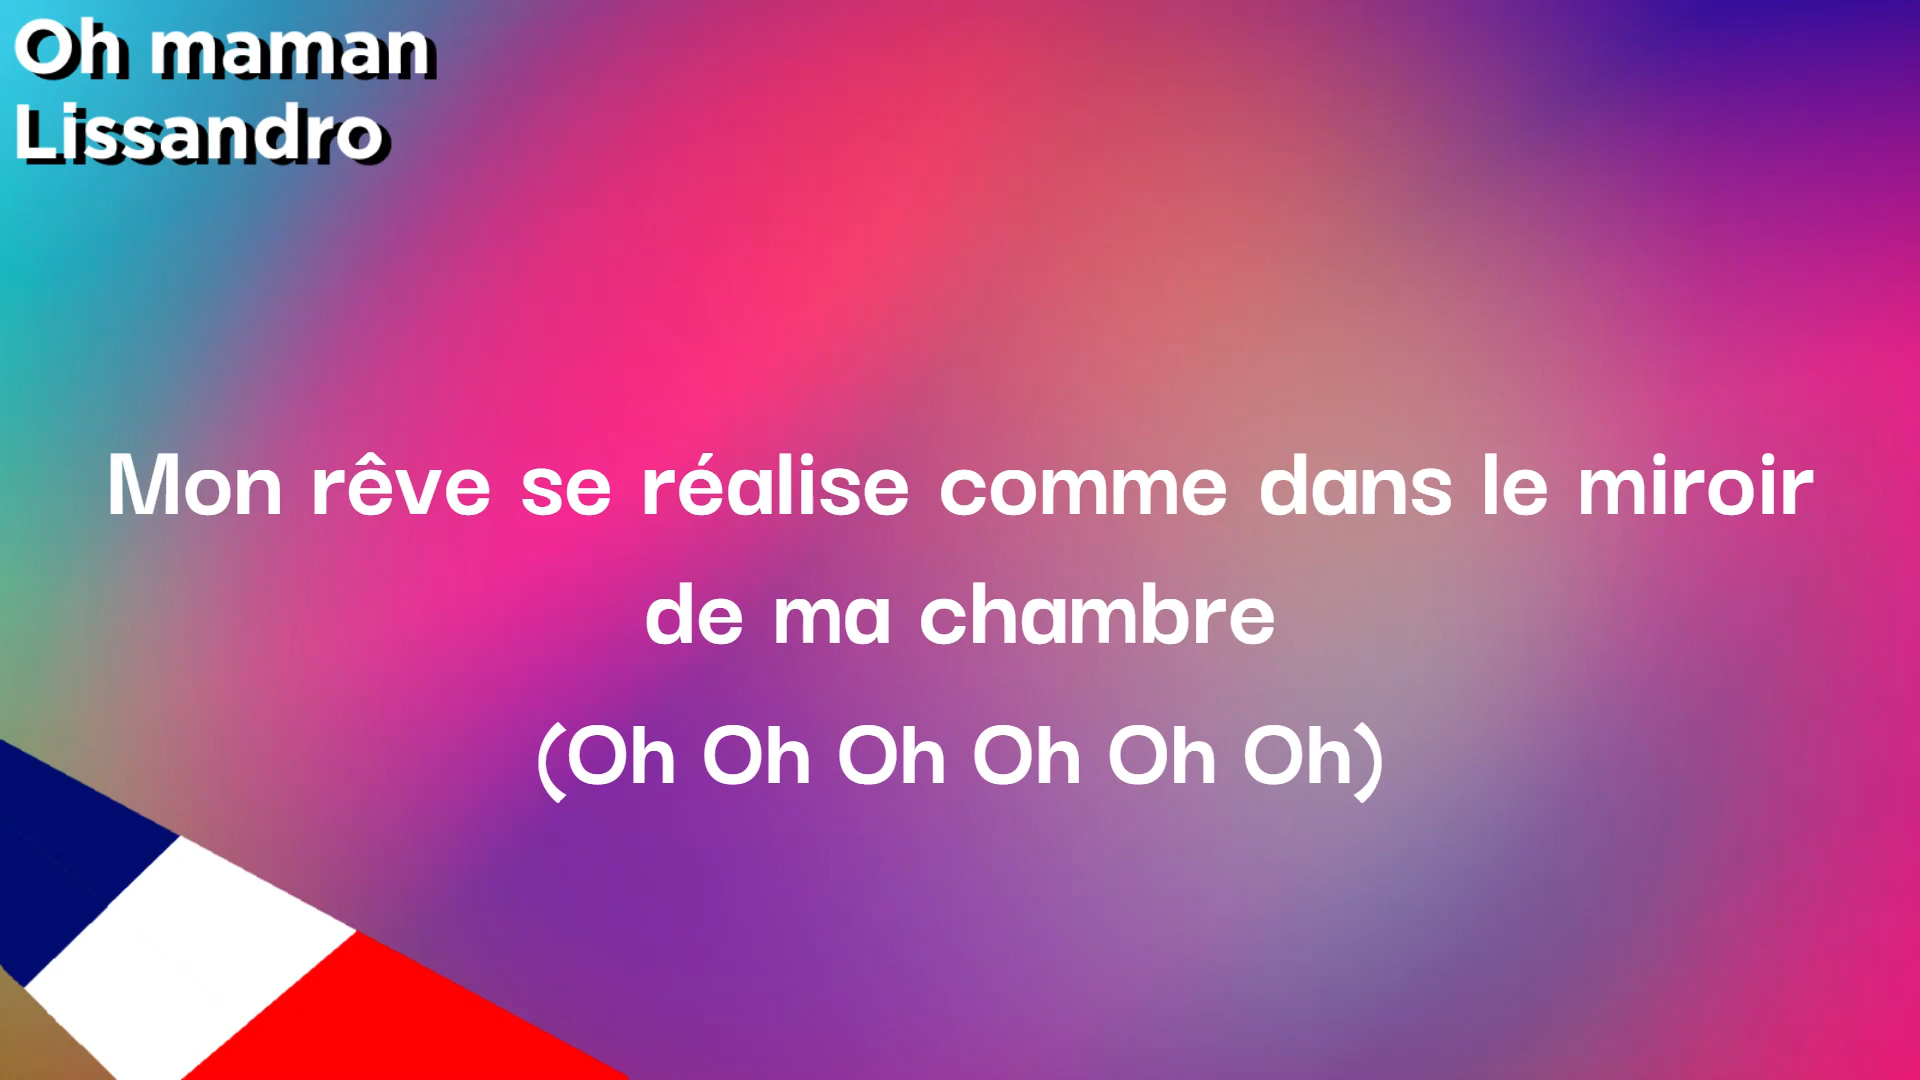 Oh maman
Lissandro
Mon rêve se réalise comme dans le miroir
de ma chambre
(Oh Oh Oh Oh Oh Oh)